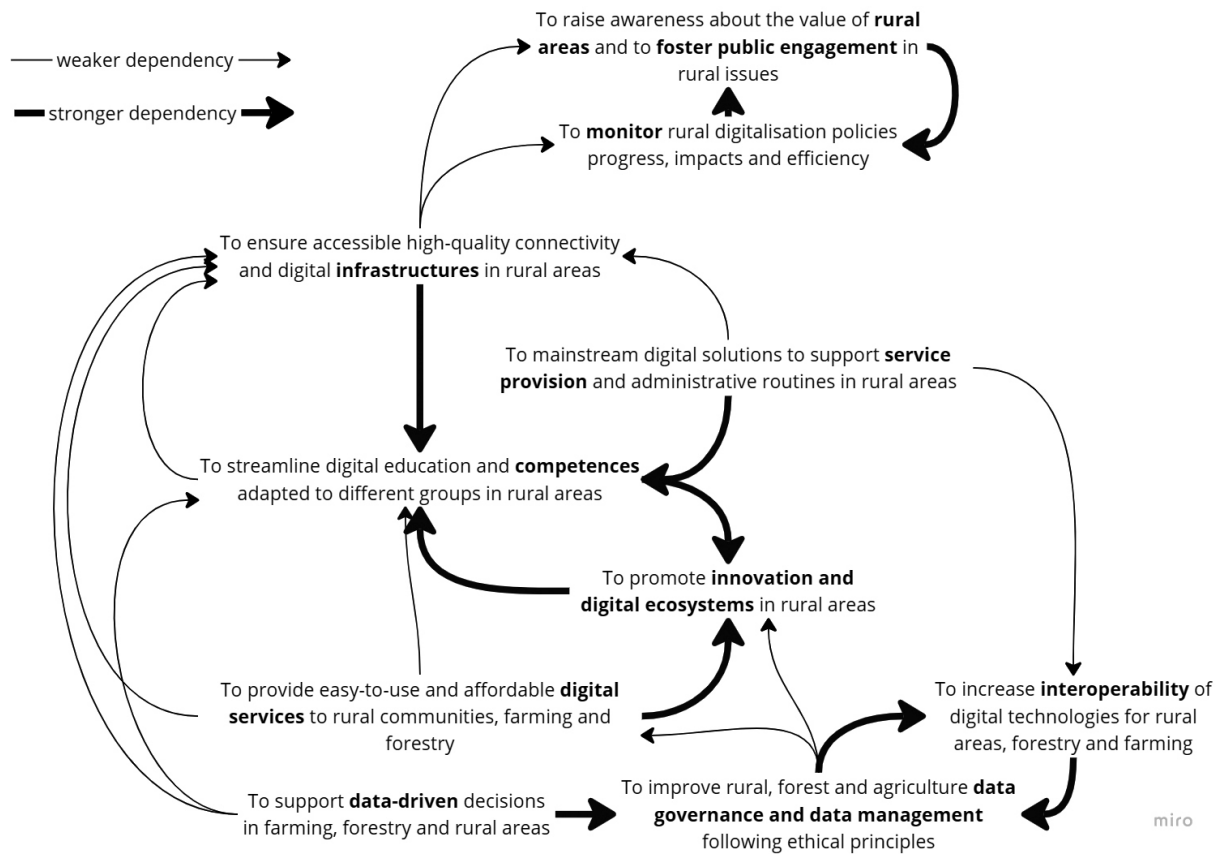 To raise awareness about the value of rural
areas and to foster public engagement in
rural issues
weaker dependency
stronger dependency
To monitor rural digitalisation policies
progress, impacts and efficiency
To ensure accessible high-quality connectivity
and digital infrastructures in rural areas
To mainstream digital solutions to support service
provision and administrative routines in rural areas
To streamline digital education and competences
adapted to different groups in rural areas
To promote innovation and
digital ecosystems in rural areas
To provide easy-to-use and affordable digital
services to rural communities, farming and
forestry
To increase interoperability of
digital technologies for rural
areas, forestry and farming
To support data-driven decisions
in farming, forestry and rural areas
To improve rural, forest and agriculture data
governance and data management
following ethical principles
miro